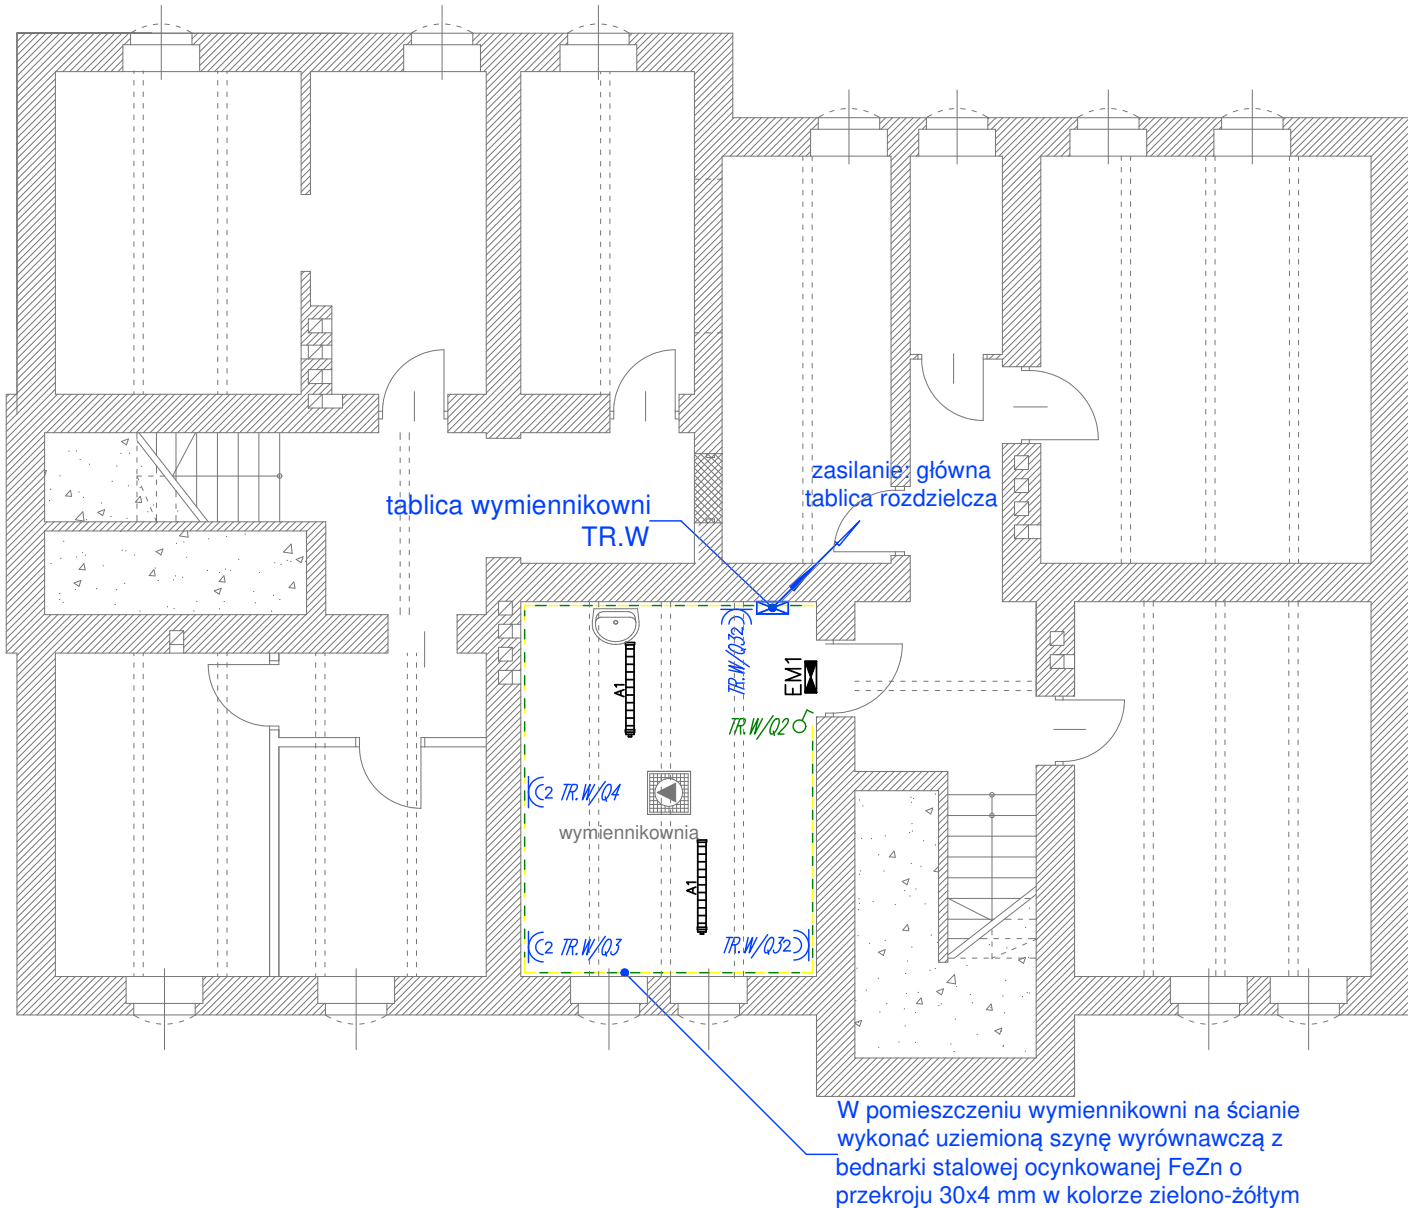 zasilanie: główna
tablica rozdzielcza
tablica wymiennikowni
TR.W
TR.W/Q32
EM1
A1
TR.W/Q2
2 TR.W/Q4
wymiennikownia
A1
2 TR.W/Q3
TR.W/Q32
W pomieszczeniu wymiennikowni na ścianie
wykonać uziemioną szynę wyrównawczą z
bednarki stalowej ocynkowanej FeZn o
przekroju 30x4 mm w kolorze zielono-żółtym